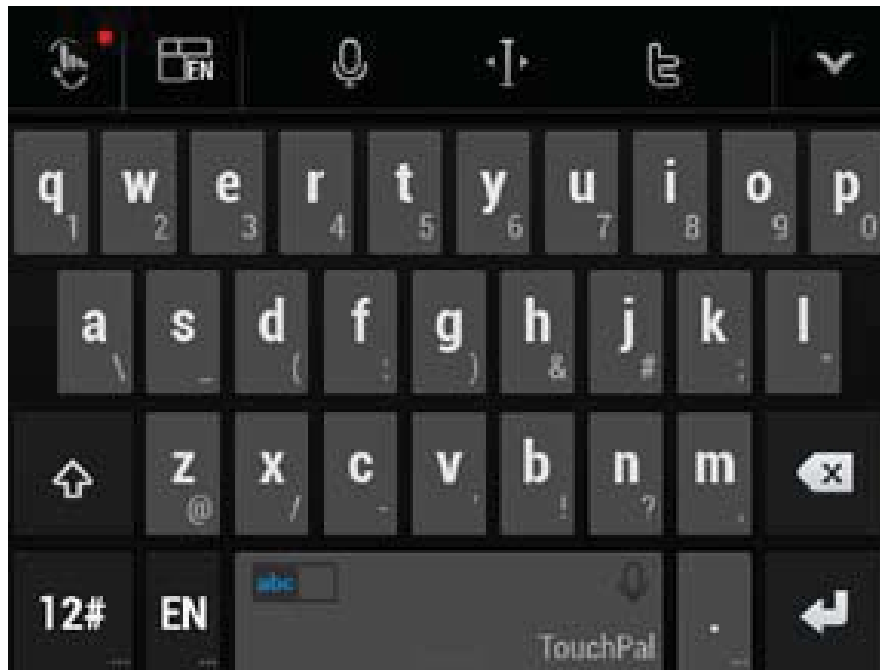 EN
q 1 w 2 e 3 r 4 t 5 y 6 u 7 i 8 o 9 p 0
a \ s _ d ( f : g ) h & j # k ; l "
z @ x / c - v ' b ! n ? m ,
12# ... EN ... abc TouchPal . ...